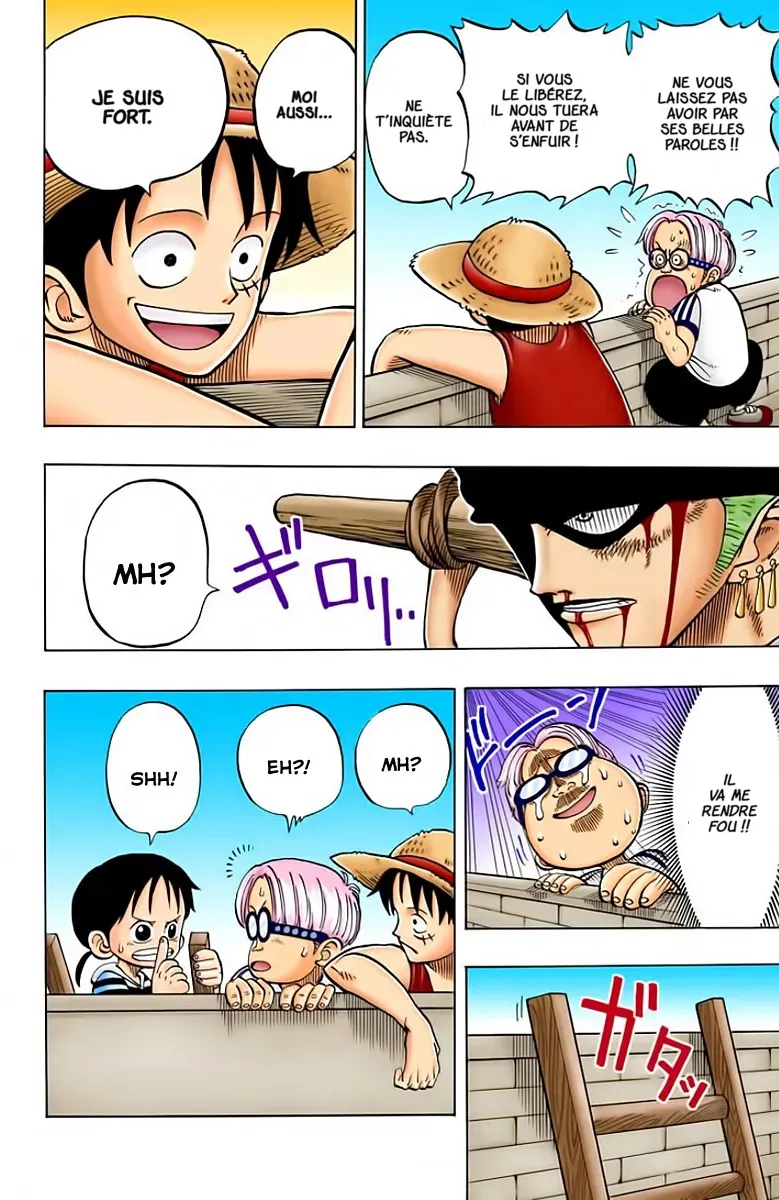 NE VOUS
LAISSEZ PAS
AVOIR PAR
SES BELLES
PAROLES !!
SI VOUS
LE LIBÉREZ,
IL NOUS TUERA
AVANT DE
S'ENFUIR !
NE
T'INQUIÈTE
PAS.
MOI
AUSSI...
JE SUIS
FORT.
ギロリ..
MH?
IL
VA ME
RENDRE
FOU !!
ドーン
ガタッ
MH?
EH?!
SHH!